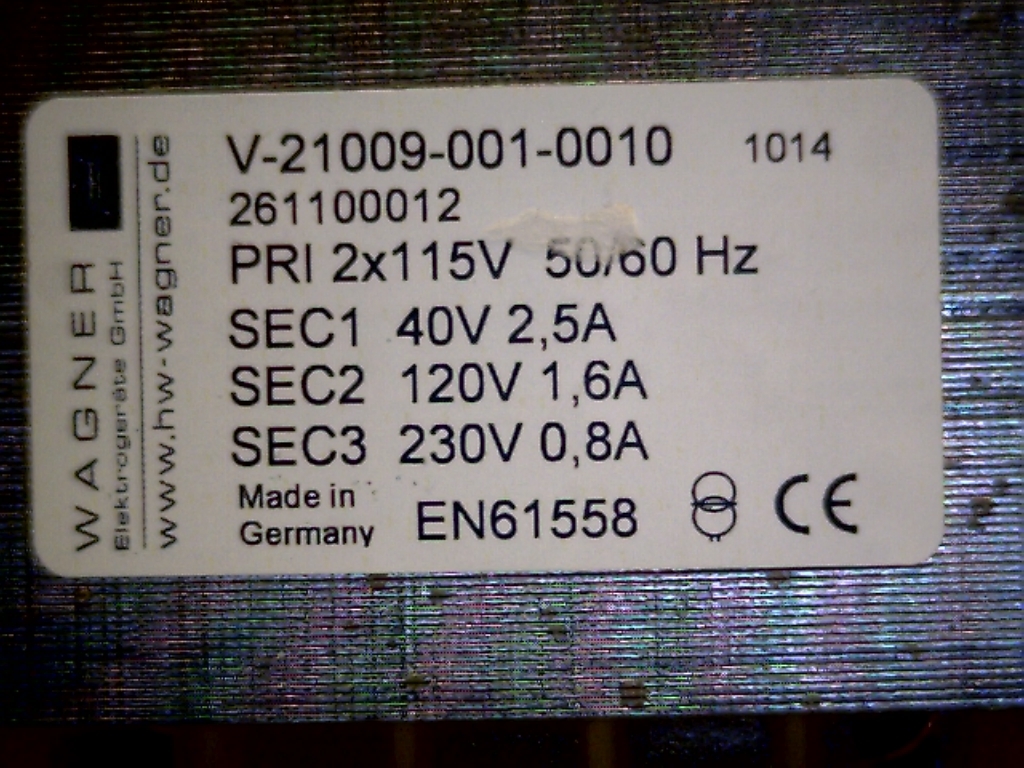 WAGNER
Elektrogeräte GmbH
www.hw-wagner.de
V-21009-001-0010 1014
261100012
PRI 2x115V 50/60 Hz
SEC1 40V 2,5A
SEC2 120V 1,6A
SEC3 230V 0,8A
Made in
Germany
EN61558
CE